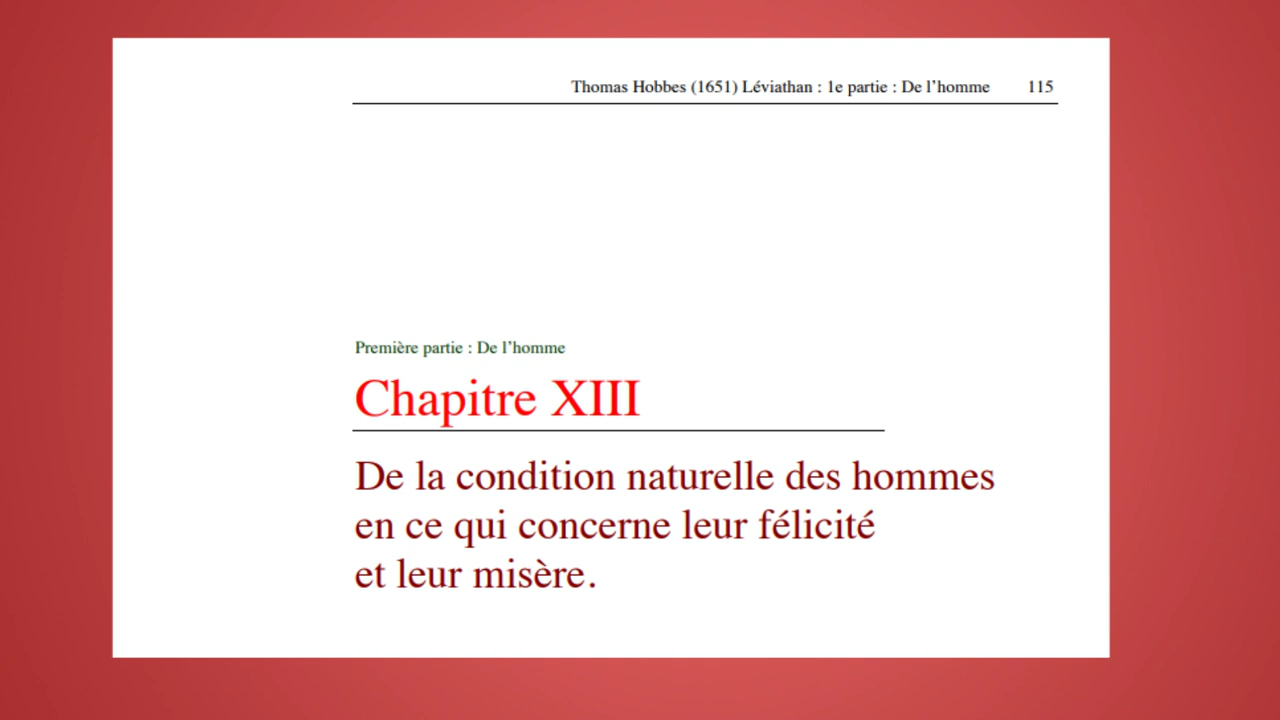 Thomas Hobbes (1651) Léviathan : 1e partie : De l’homme 115
Première partie : De l’homme
Chapitre XIII
De la condition naturelle des hommes
en ce qui concerne leur félicité
et leur misère.